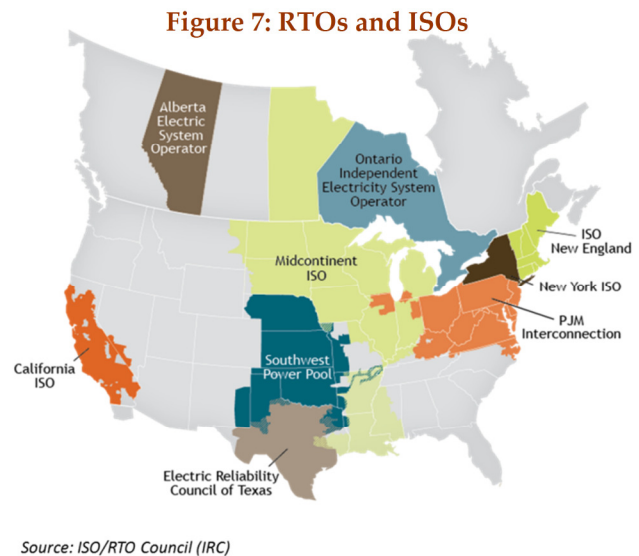 Figure 7: RTOs and ISOs
Alberta
Electric
System
Operator
Ontario
Independent
Electricity System
Operator
Midcontinent
ISO
ISO
New England
New York ISO
PJM
Interconnection
California
ISO
Southwest
Power Pool
Electric Reliability
Council of Texas
Source: ISO/RTO Council (IRC)